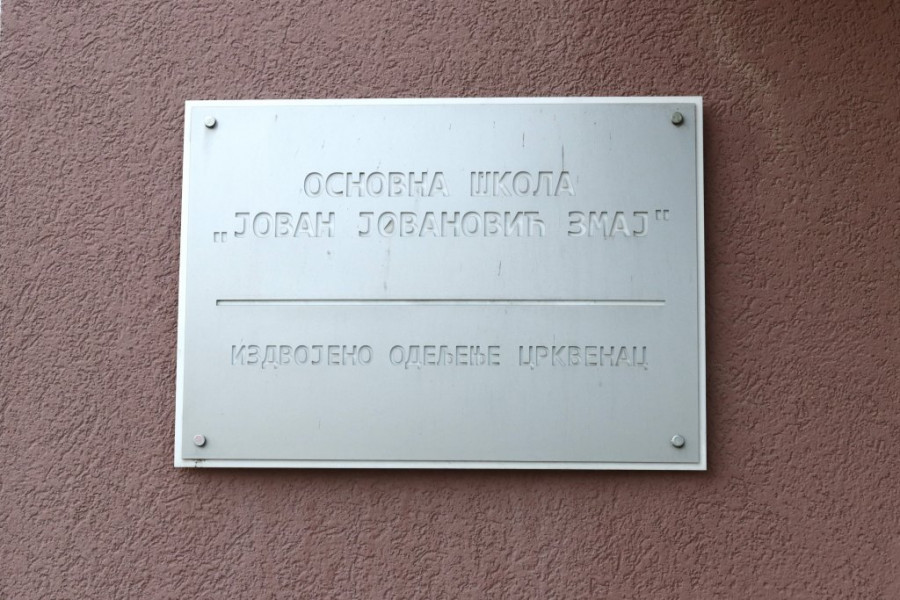 ОСНОВНА ШКОЛА
„ЈОВАН ЈОВАНОВИЋ ЗМАЈ"
ИЗДВОЈЕНО ОДЕЉЕЊЕ ЦРКВЕНАЦ